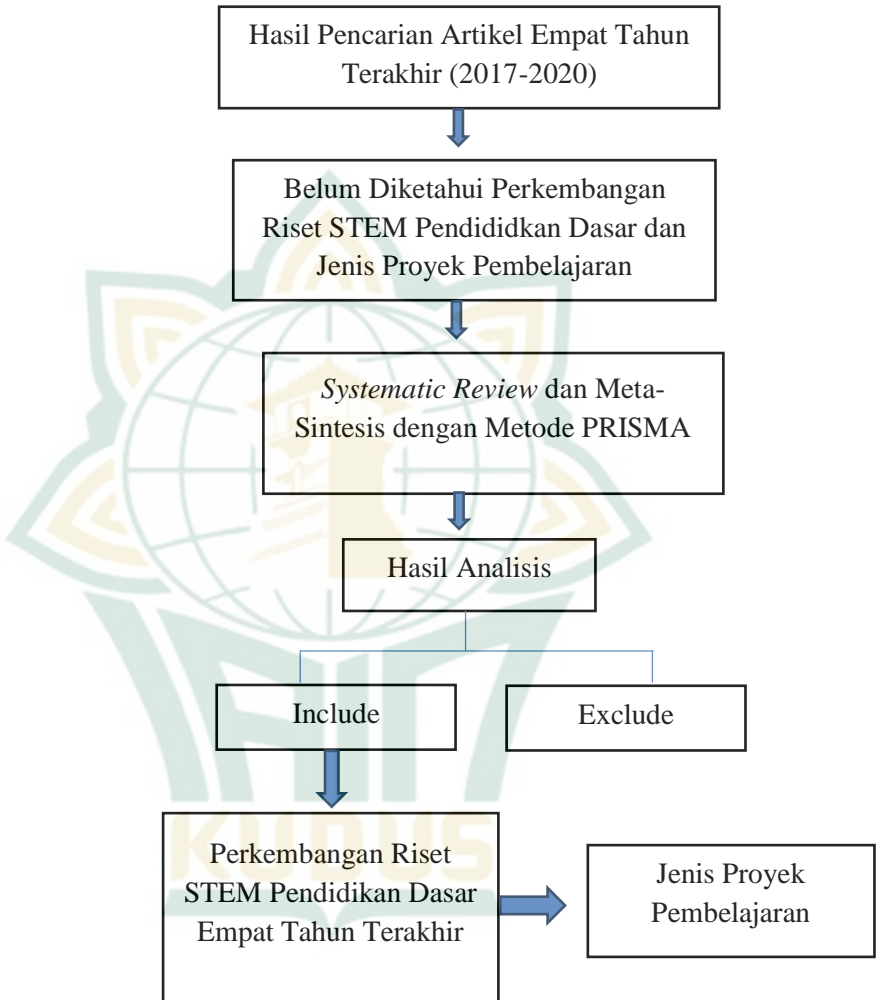 Hasil Pencarian Artikel Empat Tahun
Terakhir (2017-2020)
Belum Diketahui Perkembangan
Riset STEM Pendididkan Dasar dan
Jenis Proyek Pembelajaran
Systematic Review dan Meta-
Sintesis dengan Metode PRISMA
Hasil Analisis
Include
Exclude
Perkembangan Riset
STEM Pendidikan Dasar
Empat Tahun Terakhir
Jenis Proyek
Pembelajaran
KUDUS